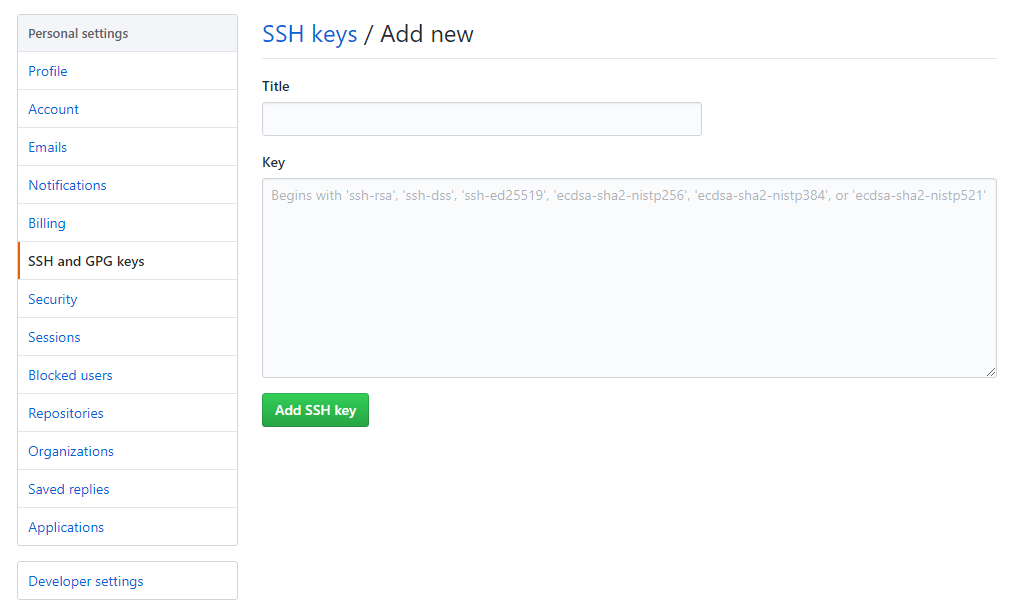 Personal settings
Profile
Account
Emails
Notifications
Billing
SSH and GPG keys
Security
Sessions
Blocked users
Repositories
Organizations
Saved replies
Applications
Developer settings
SSH keys / Add new
Title
Key
Begins with 'ssh-rsa', 'ssh-dss', 'ssh-ed25519', 'ecdsa-sha2-nistp256', 'ecdsa-sha2-nistp384', or 'ecdsa-sha2-nistp521'
Add SSH key